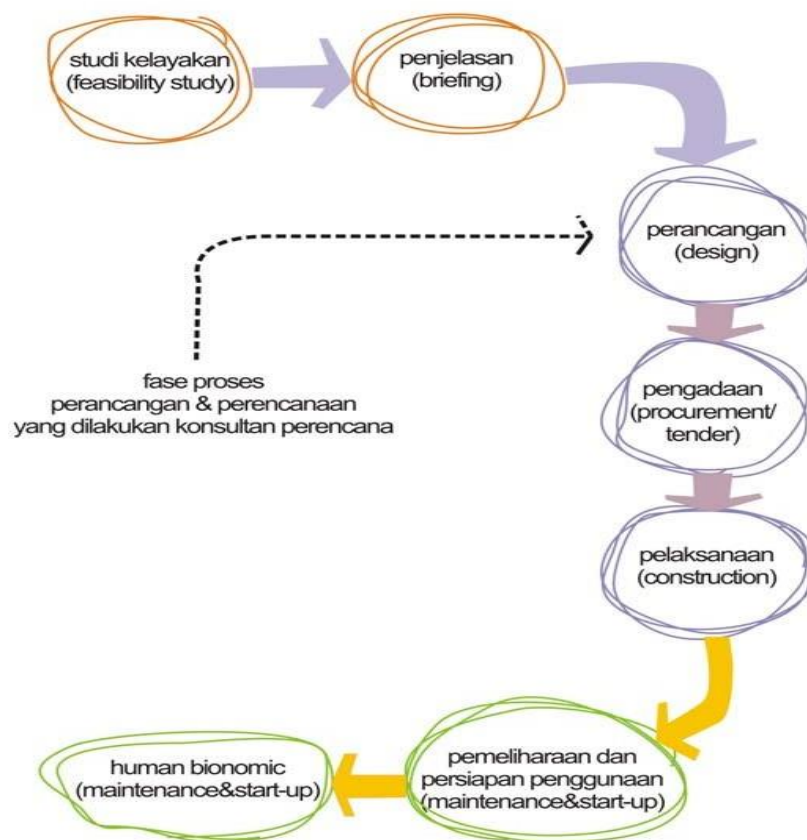 studi kelayakan
(feasibility study)
penjelasan
(briefing)
perancangan
(design)
fase proses
perancangan & perencanaan
yang dilakukan konsultan perencana
pengadaan
(procurement/
tender)
pelaksanaan
(construction)
pemeliharaan dan
persiapan penggunaan
(maintenance&start-up)
human bionomic
(maintenance&start-up)